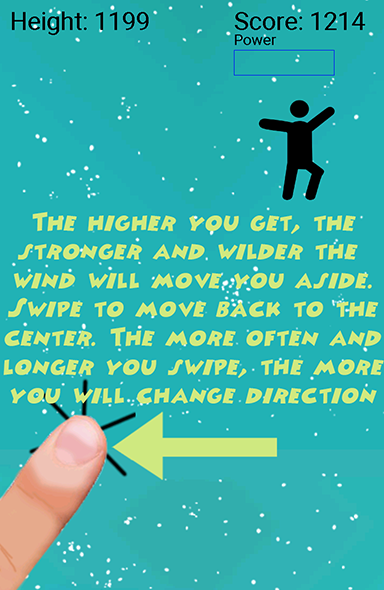 Height: 1199 Score: 1214
Power
The higher you get, the
stronger and wilder the
wind will move you aside.
Swipe to move back to the
center. The more often and
longer you swipe, the more
you will change direction